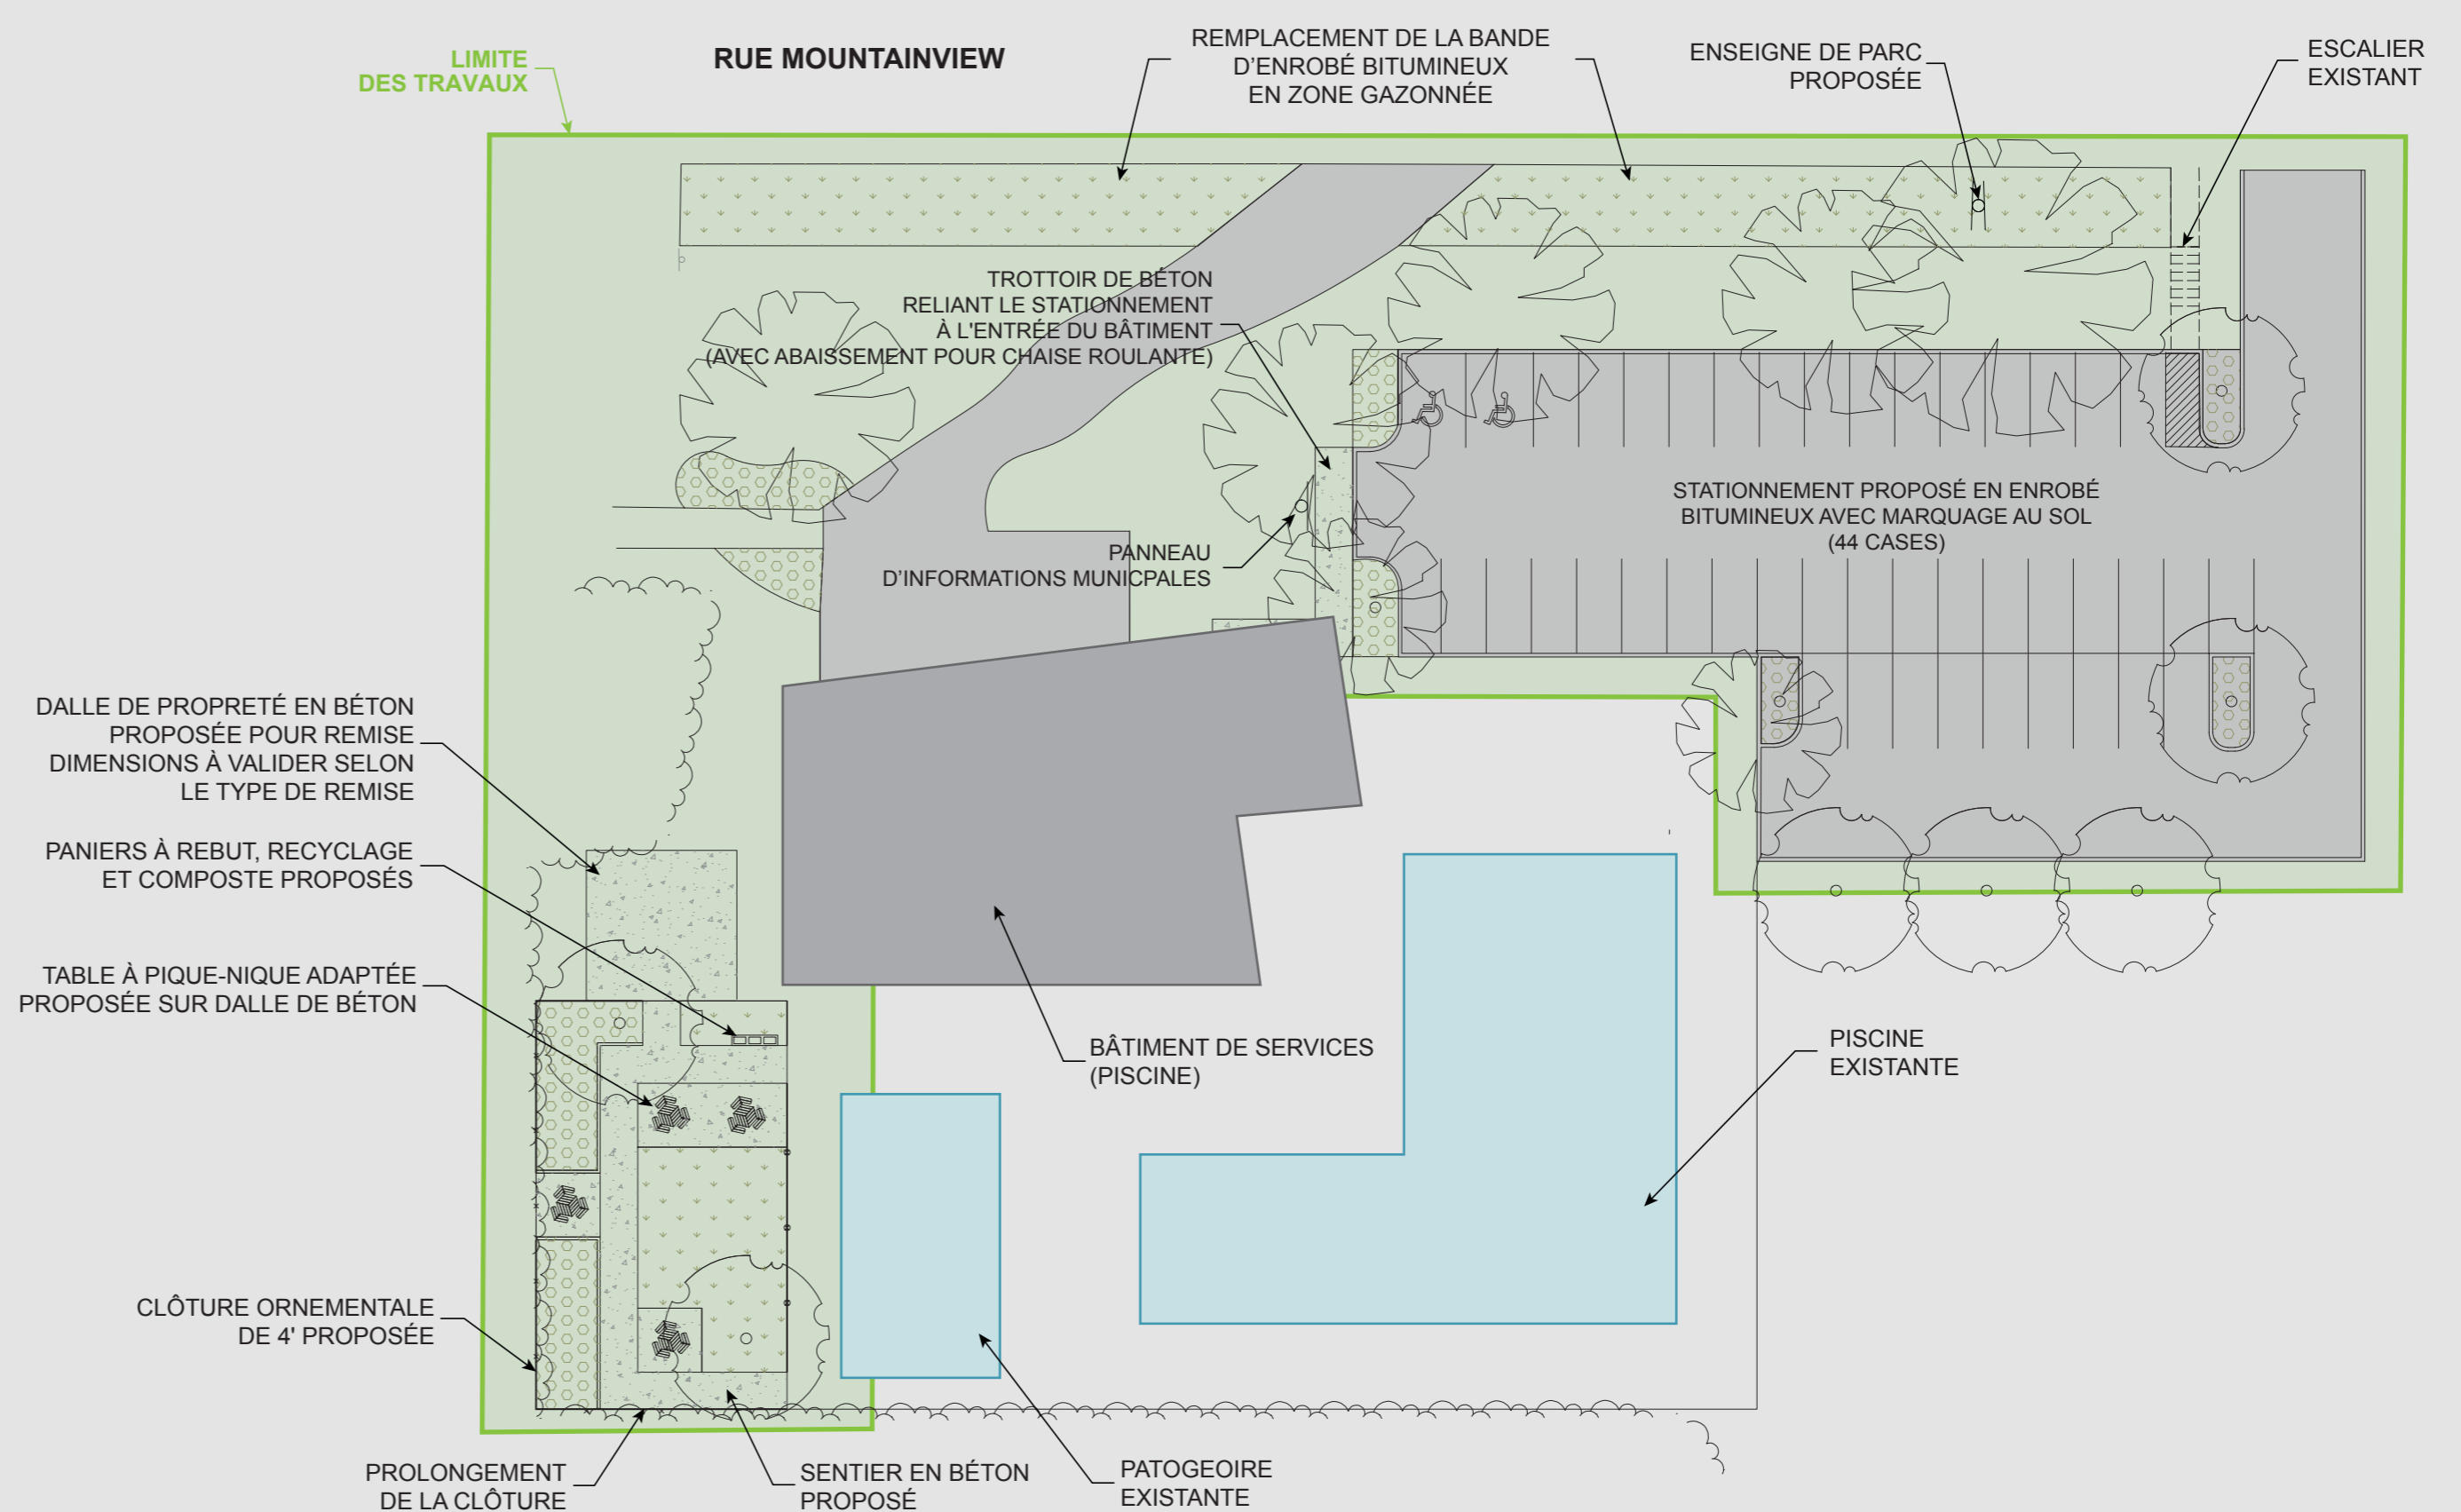 LIMITE
DES TRAVAUX
RUE MOUNTAINVIEW
REMPLACEMENT DE LA BANDE
D'ENROBÉ BITUMINEUX
EN ZONE GAZONNÉE
ENSEIGNE DE PARC
PROPOSÉE
ESCALIER
EXISTANT
TROTTOIR DE BÉTON
RELIANT LE STATIONNEMENT
À L'ENTRÉE DU BÂTIMENT
(AVEC ABAISSEMENT POUR CHAISE ROULANTE)
STATIONNEMENT PROPOSÉ EN ENROBÉ
BITUMINEUX AVEC MARQUAGE AU SOL
(44 CASES)
PANNEAU
D'INFORMATIONS MUNICPALES
DALLE DE PROPRETÉ EN BÉTON
PROPOSÉE POUR REMISE
DIMENSIONS À VALIDER SELON
LE TYPE DE REMISE
PANIERS À REBUT, RECYCLAGE
ET COMPOSTE PROPOSÉS
TABLE À PIQUE-NIQUE ADAPTÉE
PROPOSÉE SUR DALLE DE BÉTON
BÂTIMENT DE SERVICES
(PISCINE)
PISCINE
EXISTANTE
CLÔTURE ORNEMENTALE
DE 4' PROPOSÉE
PROLONGEMENT
DE LA CLÔTURE
SENTIER EN BÉTON
PROPOSÉ
PATOGEOIRE
EXISTANTE